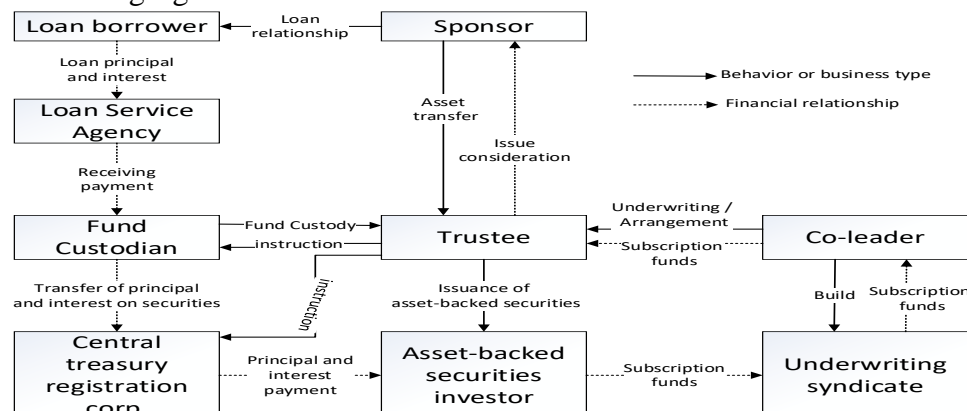 Loan borrower
Loan
relationship
Sponsor
Loan principal
and interest
Behavior or business type
Financial relationship
Loan Service
Agency
Asset
transfer
Issue
consideration
Receiving
payment
Underwriting /
Arrangement
Fund
Custodian
Fund Custody
instruction
Trustee
Subscription
funds
Co-leader
Transfer of principal
and interest on securities
instruction
Issuance of
asset-backed securities
Build
Subscription
funds
Central
treasury
registration
corp
Principal and
interest
payment
Asset-backed
securities
investor
Subscription
funds
Underwriting
syndicate